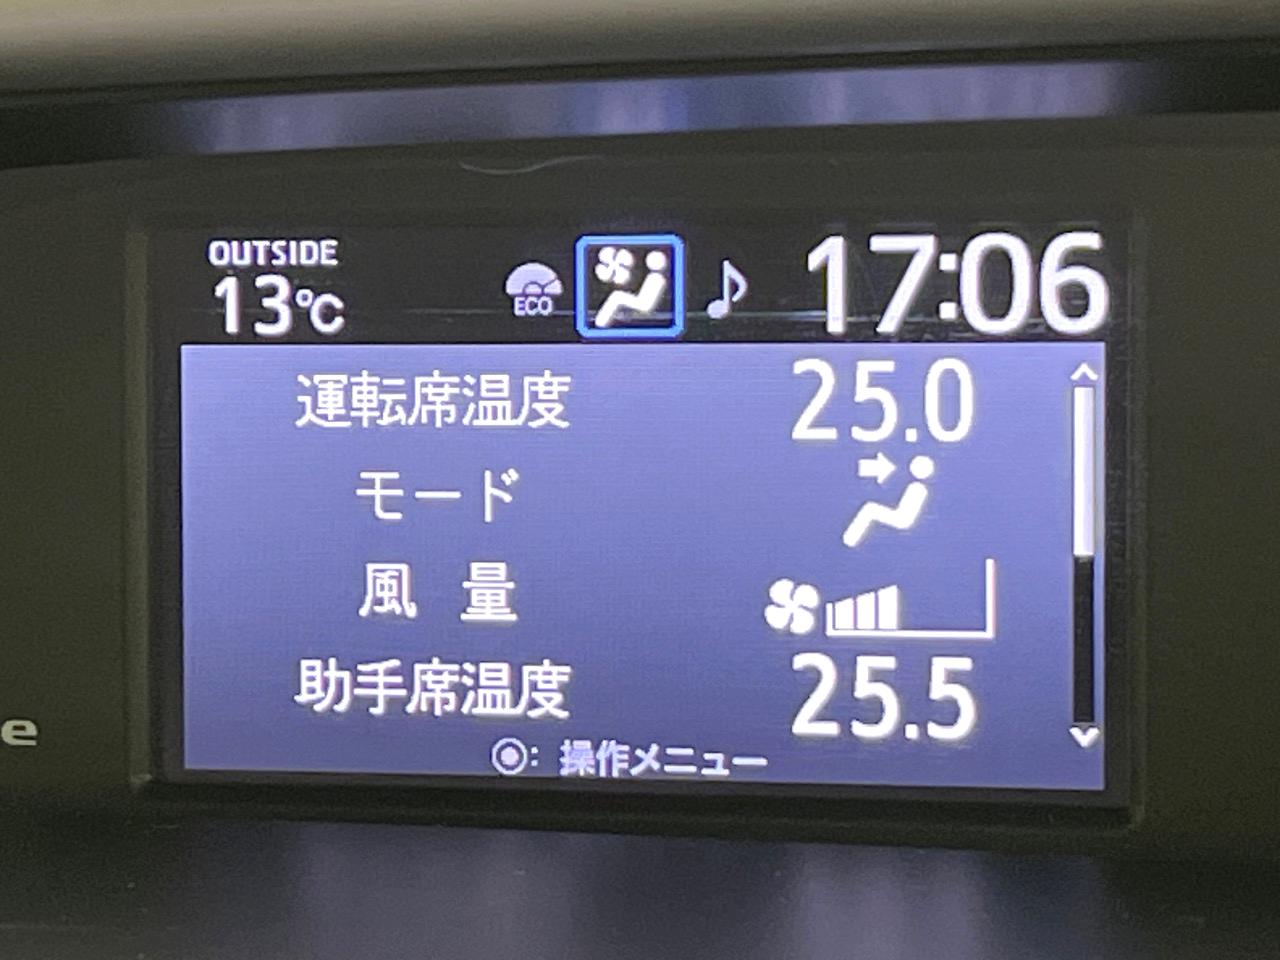 OUTSIDE
13℃
ECO
17:06
運転席温度 25.0
モード
風量
助手席温度 25.5
e
: 操作メニュー